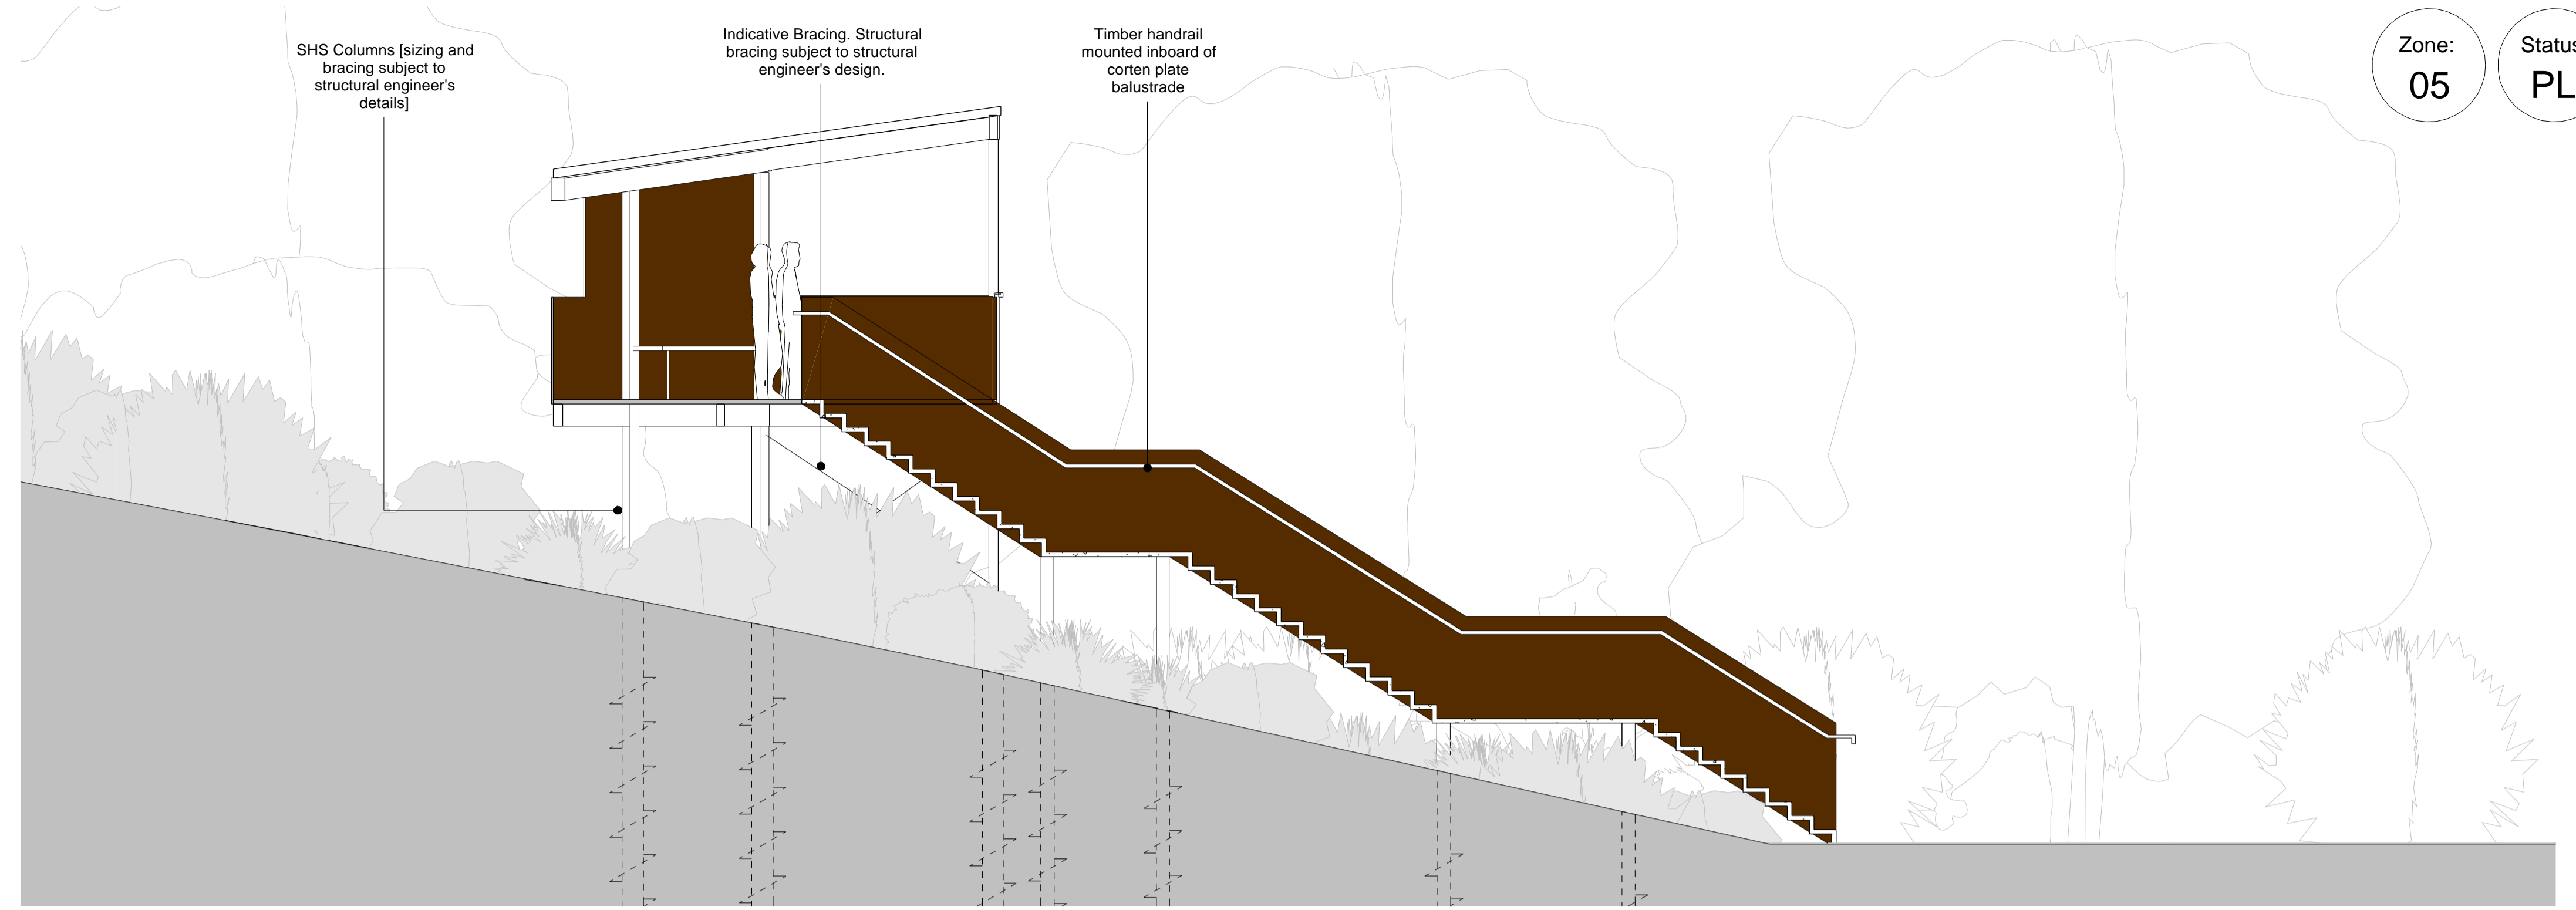 SHS Columns [sizing and
bracing subject to
structural engineer's
details]
Indicative Bracing. Structural
bracing subject to structural
engineer's design.
Timber handrail
mounted inboard of
corten plate
balustrade
Zone:
05
Status
PL